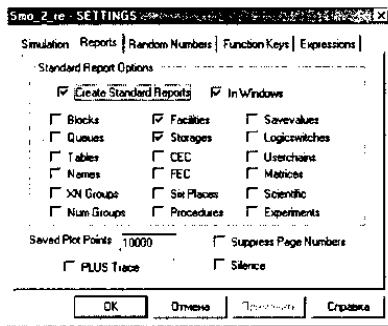 Smo_2_re - SETTINGS
Simulation Reports Random Numbers Function Keys Expressions
Standard Report Options
Create Standard Reports In Windows
Blocks Facilities Savevalues
Queues Storages Logicswitches
Tables CEC Userchains
Names FEC Matrices
XN Groups Six Places Scientific
Num Groups Procedures Experiments
Saved Plot Points 10000 Suppress Page Numbers
PLUS Trace Silence
OK Отмена Применить Справка